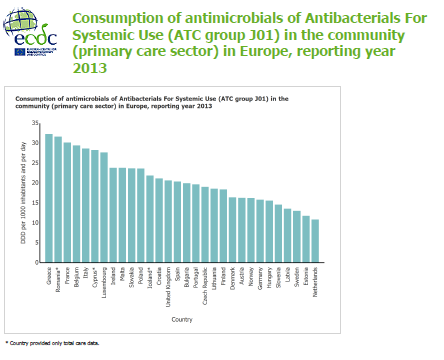 Consumption of antimicrobials of Antibacterials For
Systemic Use (ATC group J01) in the community
(primary care sector) in Europe, reporting year
2013
ecdc
Consumption of antimicrobials of Antibacterials For Systemic Use (ATC group J01) in the
community (primary care sector) in Europe, reporting year 2013
DDD per 1000 inhabitants and per day
35
30
25
20
15
10
5
0
Greece
Romania*
France
Belgium
Italy
Cyprus*
Luxembourg
Ireland
Malta
Slovakia
Poland
Iceland*
Croatia
United Kingdom
Spain
Bulgaria
Portugal
Czech Republic
Lithuania
Finland
Denmark
Austria
Norway
Germany
Hungary
Slovenia
Latvia
Sweden
Estonia
Netherlands
Country
* Country provided only total care data.